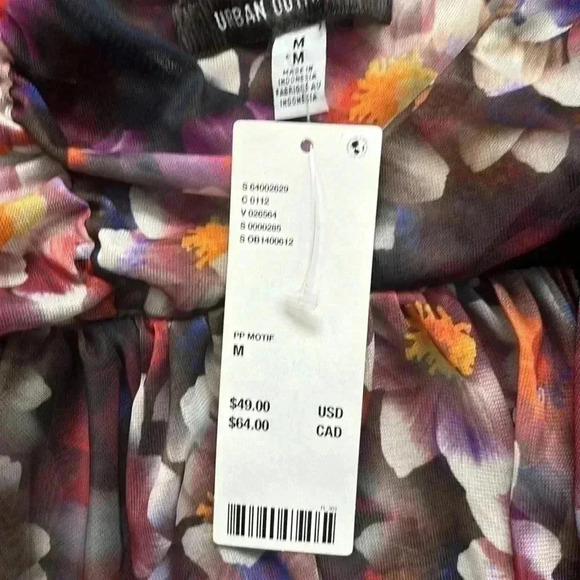 URBAN
M
M
MADE IN
INDONESIA
FABRIQUÉ AU
INDONESIA
S 64002629
C 0112
V 026564
S 0000285
S OB1400612
PP MOTIF
M
$49.00 USD
$64.00 CAD